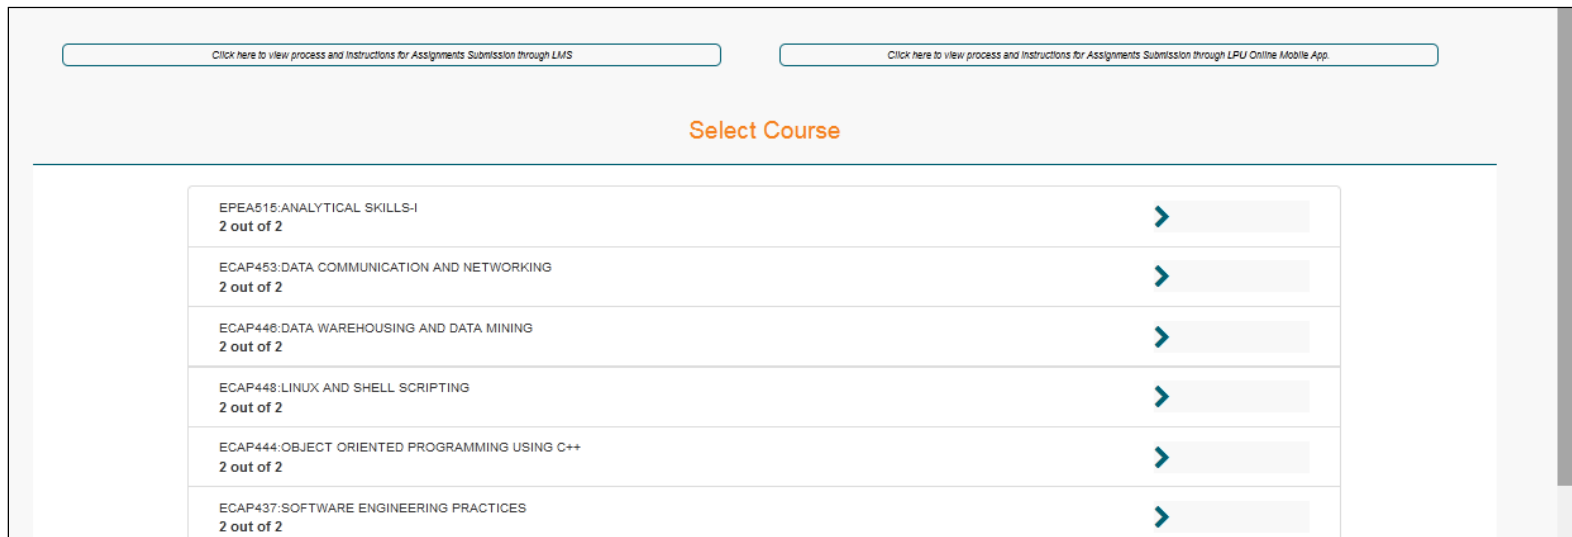 Click here to view process and Instructions for Assignments Submission through LMS
Click here to view process and Instructions for Assignments Submission through LPU Online Mobile App.
Select Course
EPEA515:ANALYTICAL SKILLS-I
2 out of 2
ECAP453:DATA COMMUNICATION AND NETWORKING
2 out of 2
ECAP446:DATA WAREHOUSING AND DATA MINING
2 out of 2
ECAP448:LINUX AND SHELL SCRIPTING
2 out of 2
ECAP444:OBJECT ORIENTED PROGRAMMING USING C++
2 out of 2
ECAP437:SOFTWARE ENGINEERING PRACTICES
2 out of 2